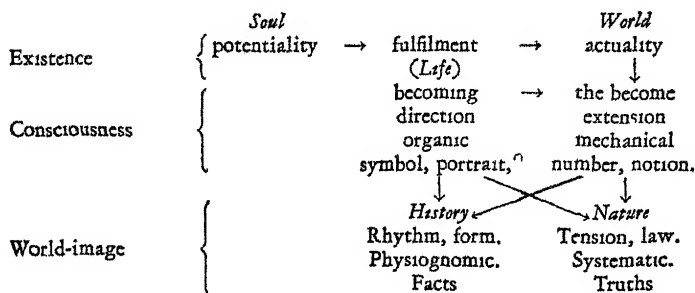 Soul World
Existence potentiality → fulfilment → actuality
(Life)
becoming → the become
direction extension
Consciousness organic mechanical
symbol, portrait, number, notion.
History Nature
Rhythm, form. Tension, law.
World-image Physiognomic. Systematic.
Facts Truths